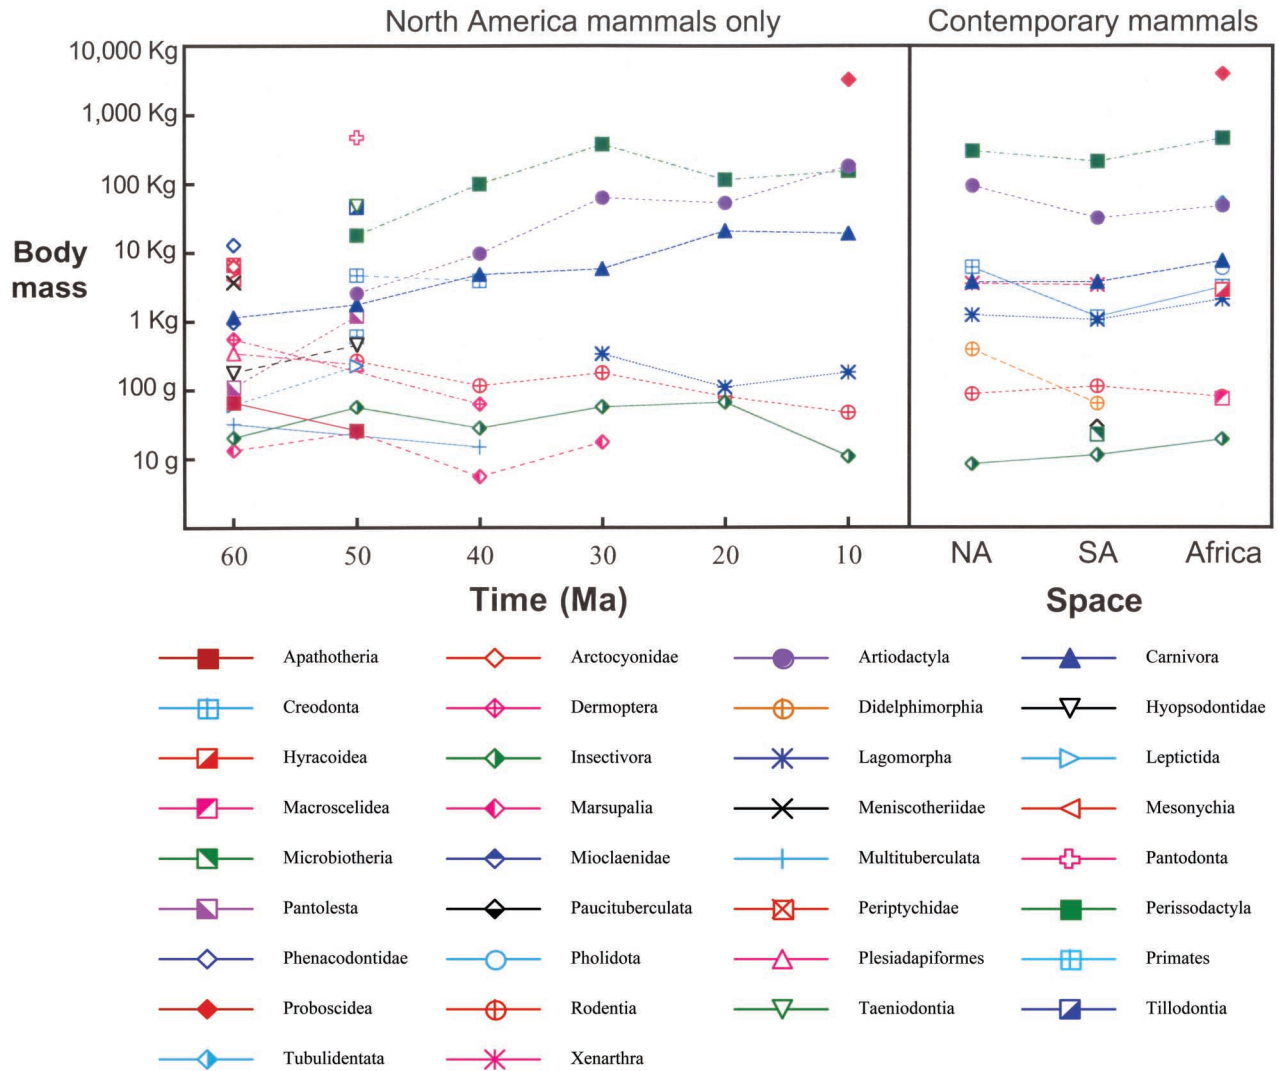 North America mammals only
Contemporary mammals
10,000 Kg
1,000 Kg
100 Kg
10 Kg
1 Kg
100 g
10 g
Body mass
60 50 40 30 20 10
NA SA Africa
Time (Ma)
Space
Apathotheria Arctocyonidae Artiodactyla Carnivora
Creodonta Dermoptera Didelphimorphia Hyopsodontidae
Hyracoidea Insectivora Lagomorpha Leptictida
Macroscelidea Marsupalia Meniscotheriidae Mesonychia
Microbiotheria Mioclaenidae Multituberculata Pantodonta
Pantolesta Paucituberculata Periptychidae Perissodactyla
Phenacodontidae Pholidota Plesiadapiformes Primates
Proboscidea Rodentia Taeniodontia Tillodontia
Tubulidentata Xenarthra